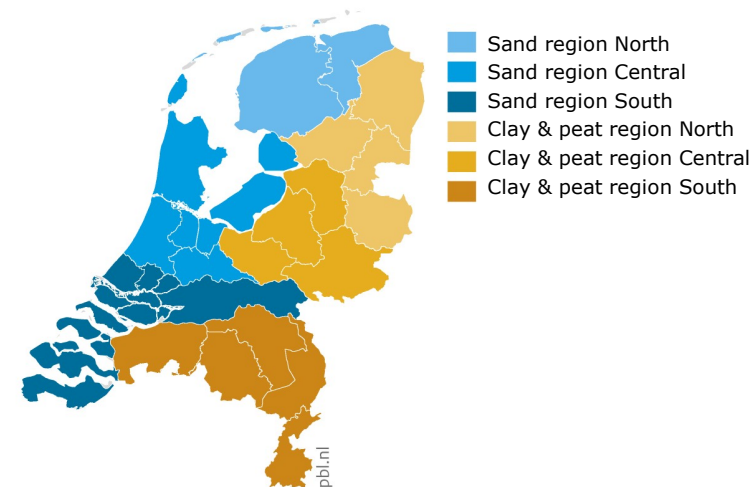 Sand region North
Sand region Central
Sand region South
Clay & peat region North
Clay & peat region Central
Clay & peat region South
pbl.nl